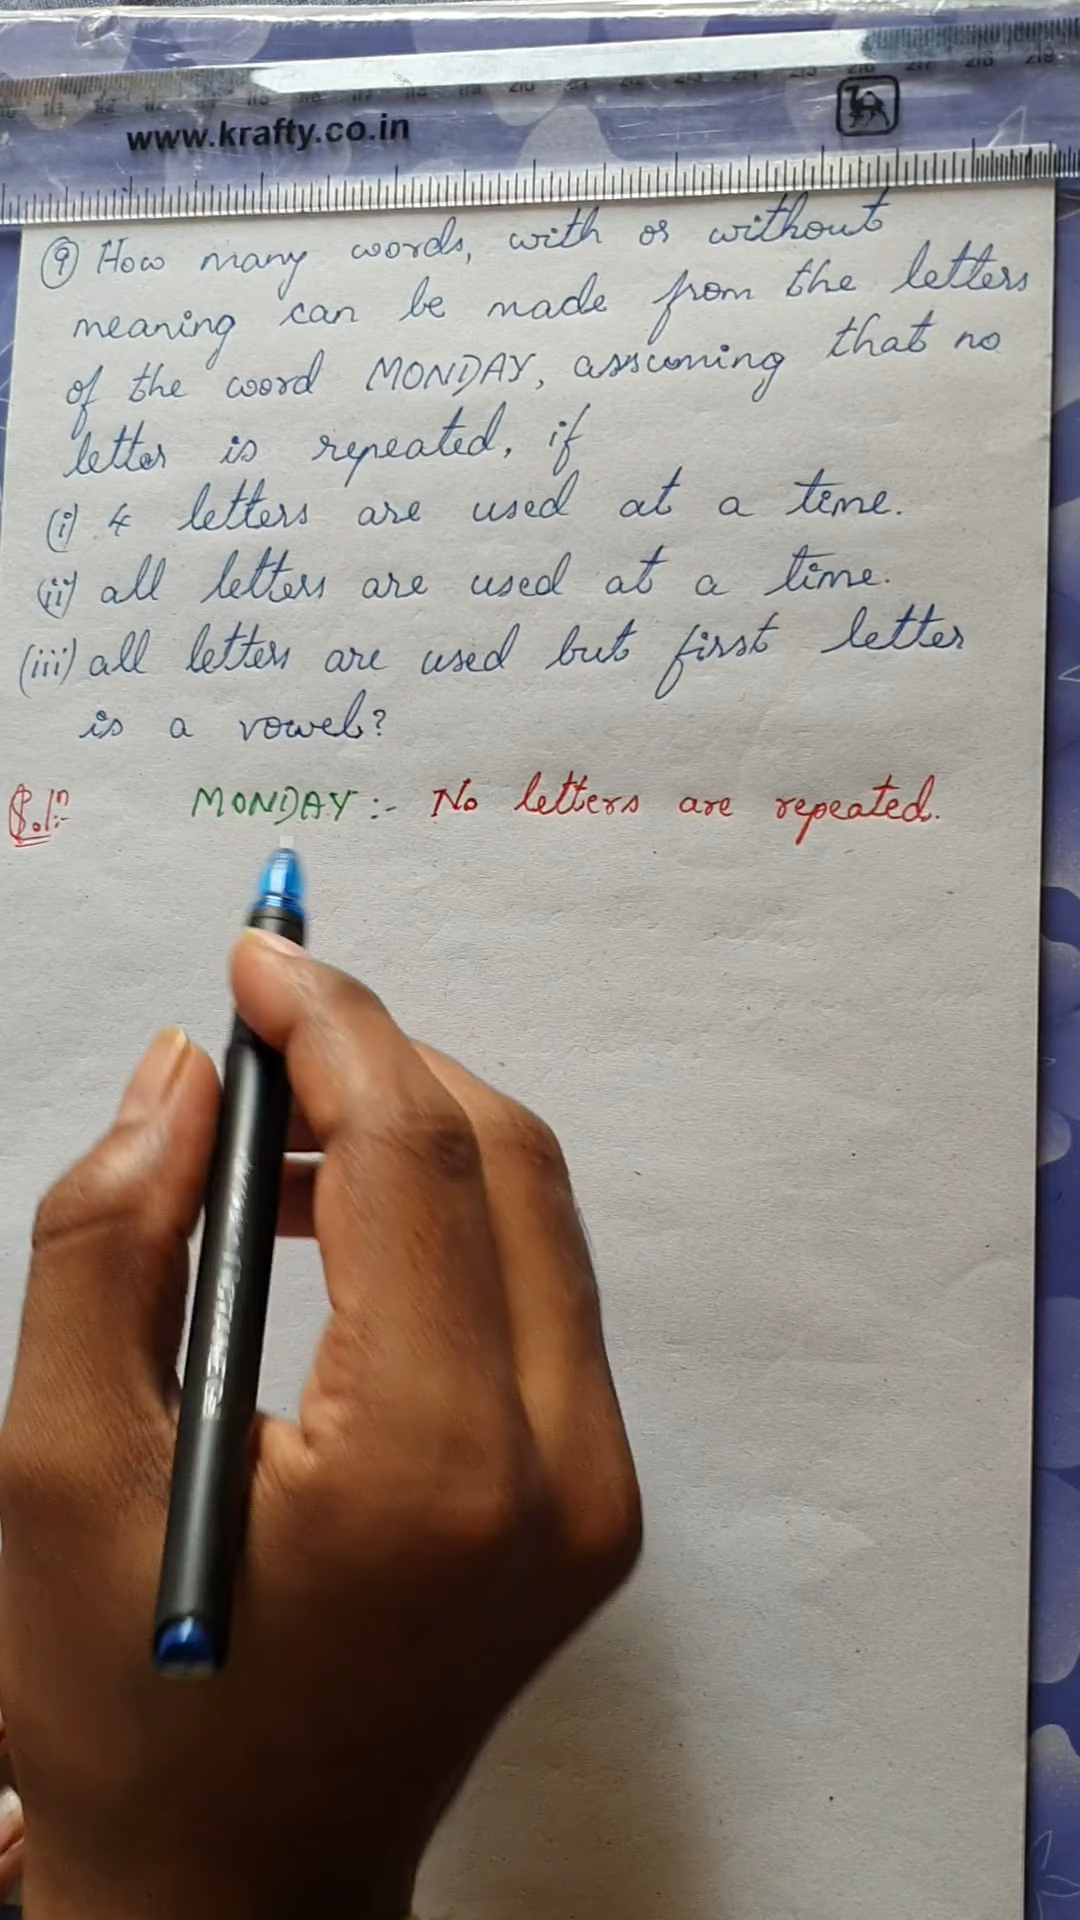 www.krafty.co.in
9 How many words, with or without
meaning can be made from the letters
of the word MONDAY, assuming that no
letter is repeated, if
(i) 4 letters are used at a time.
(ii) all letters are used at a time.
(iii) all letters are used but first letter
is a vowel?
Sol^n:- MONDAY :- No letters are repeated.